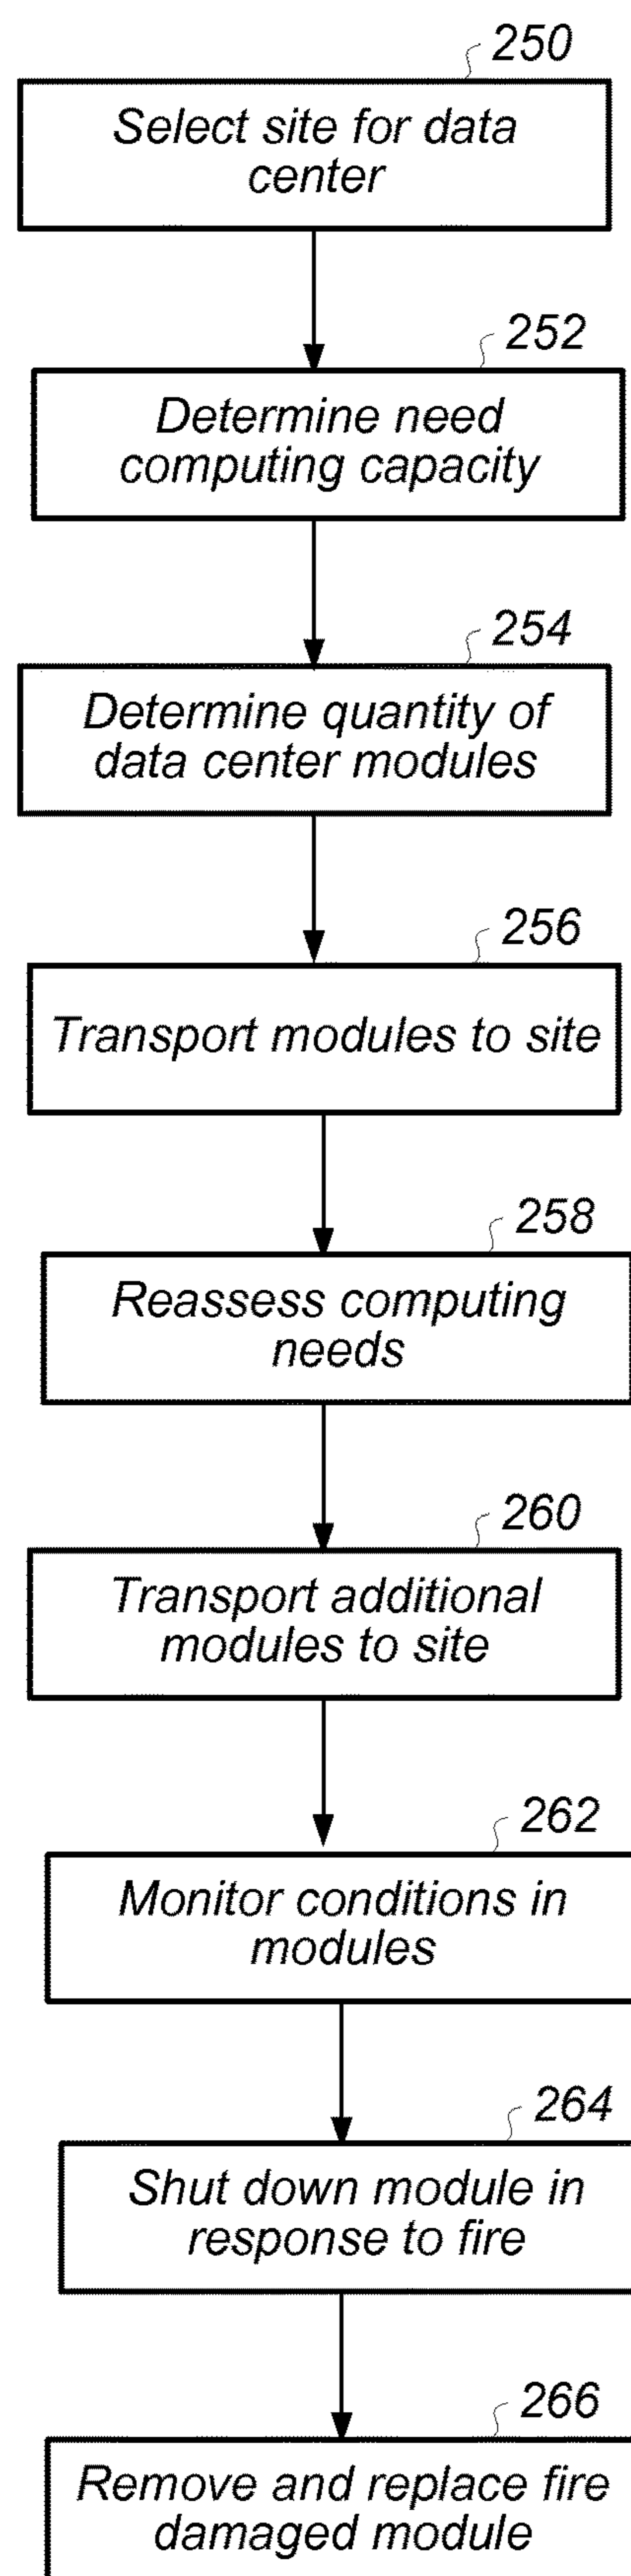 250
Select site for data
center
252
Determine need
computing capacity
254
Determine quantity of
data center modules
256
Transport modules to site
258
Reassess computing
needs
260
Transport additional
modules to site
262
Monitor conditions in
modules
264
Shut down module in
response to fire
266
Remove and replace fire
damaged module